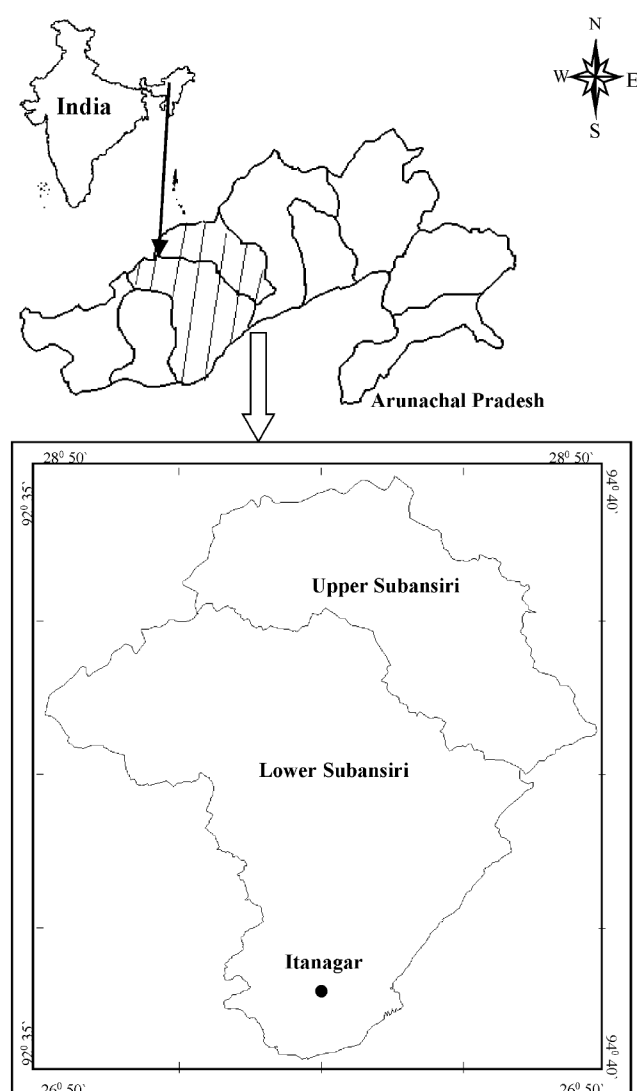 N
W E
S
India
Arunachal Pradesh
28⁰ 50` 28⁰ 50`
92⁰ 35` 94⁰ 40`
Upper Subansiri
Lower Subansiri
Itanagar
92⁰ 35` 94⁰ 40`
26⁰ 50` 26⁰ 50`